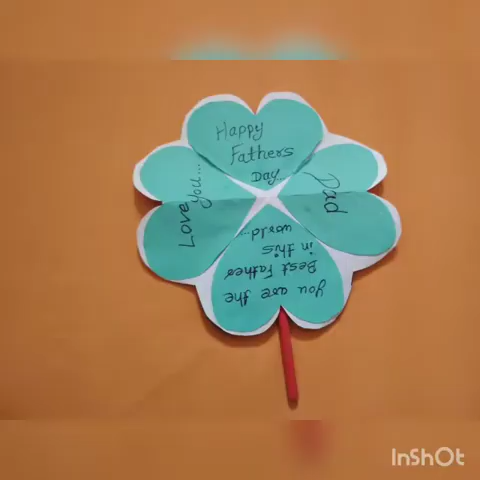 Happy
Fathers
Day...
Dad
You are the
Best Father
in this
world...
Love
you...
InShOt